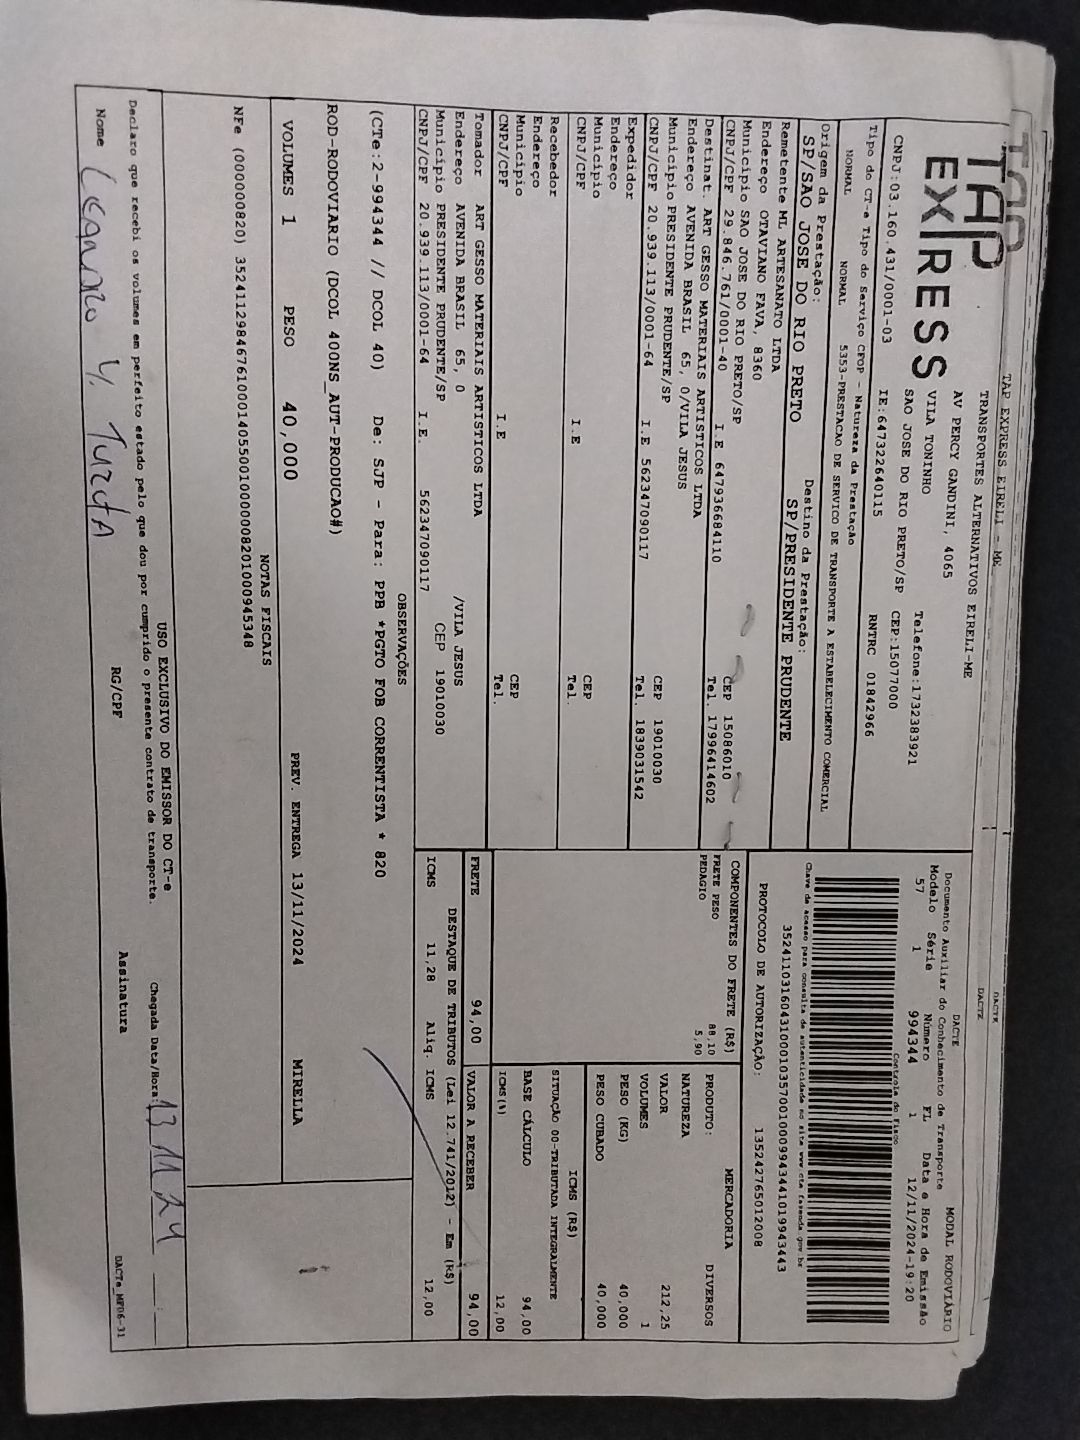 TAP EXPRESS EIRELI - ME
TAP
EXPRESS
TRANSPORTES ALTERNATIVOS EIRELI-ME
AV PERCY GANDINI, 4065
VILA TONINHO
Telefone:1732383921
SAO JOSE DO RIO PRETO/SP CEP:15077000
CNPJ:03.160.431/0001-03 IE:647322640115 RNTRC 01842966
DACTE
DACTE
DACTE
MODAL RODOVIÁRIO
Documento Auxiliar do Conhecimento de Transporte
Modelo Série Número FL Data e Hora de Emissão
57 1 994344 1 12/11/2024-19:20
Controle do Fisco
35241103160431000103570010009943441019943443
Chave de acesso para consulta de autenticidade no site www.cte.fazenda.gov.br
PROTOCOLO DE AUTORIZAÇÃO: 135242765012008
Tipo do CT-e Tipo do Serviço CFOP - Natureza da Prestação
NORMAL NORMAL 5353-PRESTACAO DE SERVICO DE TRANSPORTE A ESTABELECIMENTO COMERCIAL
Origem da Prestação: Destino da Prestação:
SP/SAO JOSE DO RIO PRETO SP/PRESIDENTE PRUDENTE
Remetente ML ARTESANATO LTDA
Endereço OTAVIANO FAVA, 8360
Município SAO JOSE DO RIO PRETO/SP CEP 15086010
CNPJ/CPF 29.846.761/0001-40 I.E 647936684110 Tel. 17996414602
Destinat. ART GESSO MATERIAIS ARTISTICOS LTDA
Endereço AVENIDA BRASIL 65, 0/VILA JESUS
Município PRESIDENTE PRUDENTE/SP CEP 19010030
CNPJ/CPF 20.939.113/0001-64 I.E 562347090117 Tel. 1839031542
Expedidor
Endereço
Município CEP
CNPJ/CPF I.E Tel.
Recebedor
Endereço
Município CEP
CNPJ/CPF I.E Tel.
Tomador ART GESSO MATERIAIS ARTISTICOS LTDA
Endereço AVENIDA BRASIL 65, 0 /VILA JESUS
Município PRESIDENTE PRUDENTE/SP CEP 19010030
CNPJ/CPF 20.939.113/0001-64 I.E. 562347090117
COMPONENTES DO FRETE (R$)
FRETE PESO 88,10
PEDAGIO 5,90
MERCADORIA
PRODUTO: DIVERSOS
NATUREZA
VALOR 212,25
VOLUMES 1
PESO (KG) 40,000
PESO CUBADO 40,000
ICMS (R$)
SITUAÇÃO 00-TRIBUTADA INTEGRALMENTE
BASE CÁLCULO 94,00
ICMS(%) 12,00
FRETE 94,00 VALOR A RECEBER 94,00
DESTAQUE DE TRIBUTOS (Lei 12.741/2012) - Em (R$)
ICMS 11,28 Aliq. ICMS 12,00
OBSERVAÇÕES
(CTe:2-994344 // DCOL 40) De: SJP - Para: PPB *PGTO FOB CORRENTISTA * 820
ROD-RODOVIARIO (DCOL 400NS_AUT-PRODUCAO#)
VOLUMES 1 PESO 40,000 PREV. ENTREGA 13/11/2024 MIRELLA
NOTAS FISCAIS
NFe (000000820) 35241129846761000140550010000008201000945348
USO EXCLUSIVO DO EMISSOR DO CT-e
Declaro que recebi os volumes em perfeito estado pelo que dou por cumprido o presente contrato de transporte. Chegada Data/Hora: 13 11 24
Nome RG/CPF Assinatura
DACTe_MFD6-31